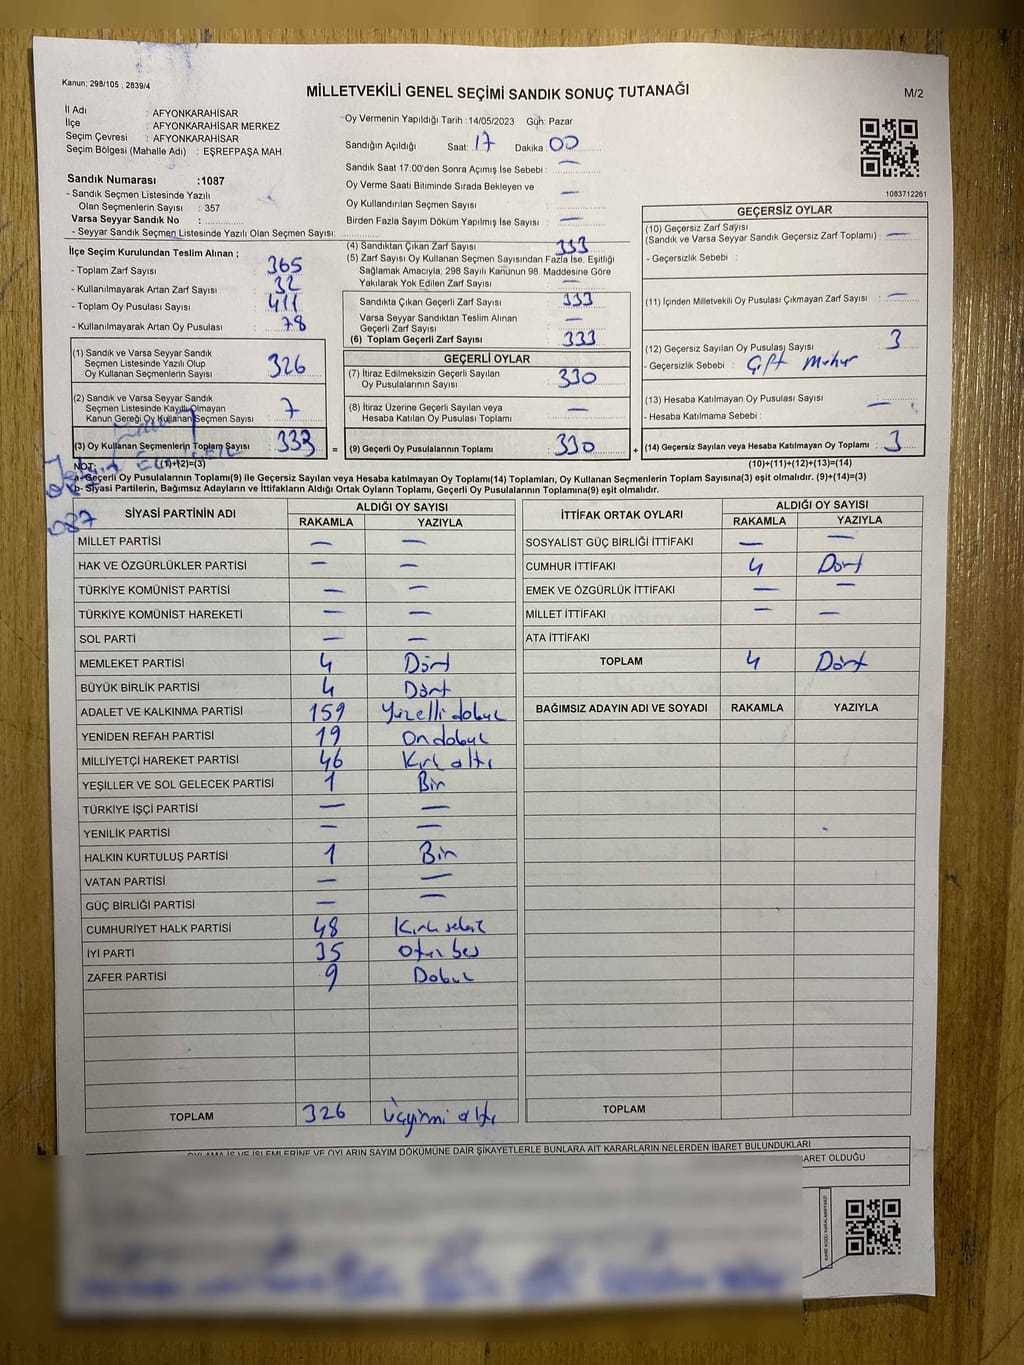 Kanun: 298/105 , 2839/4
MİLLETVEKİLİ GENEL SEÇİMİ SANDIK SONUÇ TUTANAĞI
M/2
İl Adı : AFYONKARAHİSAR
İlçe : AFYONKARAHİSAR MERKEZ
Seçim Çevresi : AFYONKARAHİSAR
Seçim Bölgesi (Mahalle Adı) : EŞREFPAŞA MAH.
Sandık Numarası :1087
- Sandık Seçmen Listesinde Yazılı
Olan Seçmenlerin Sayısı : 357
Varsa Seyyar Sandık No :
- Seyyar Sandık Seçmen Listesinde Yazılı Olan Seçmen Sayısı:
Oy Vermenin Yapıldığı Tarih :14/05/2023 Gün: Pazar
Sandığın Açıldığı Saat: 17 Dakika: 00
Sandık Saat 17:00'den Sonra Açımış İse Sebebi : —
Oy Verme Saati Bitiminde Sırada Bekleyen ve
Oy Kullandırılan Seçmen Sayısı : —
Birden Fazla Sayım Döküm Yapılmış İse Sayısı : —
1083712261
İlçe Seçim Kurulundan Teslim Alınan ;
- Toplam Zarf Sayısı : 365
- Kullanılmayarak Artan Zarf Sayısı : 32
- Toplam Oy Pusulası Sayısı : 411
- Kullanılmayarak Artan Oy Pusulası : 78
(1) Sandık ve Varsa Seyyar Sandık
Seçmen Listesinde Yazılı Olup
Oy Kullanan Seçmenlerin Sayısı : 326
(2) Sandık ve Varsa Seyyar Sandık
Seçmen Listesinde Kayıtlı Olmayan
Kanun Gereği Oy Kullanan Seçmen Sayısı : 7
(3) Oy Kullanan Seçmenlerin Toplam Sayısı : 333 =
(4) Sandıktan Çıkan Zarf Sayısı : 333
(5) Zarf Sayısı Oy Kullanan Seçmen Sayısından Fazla İse, Eşitliği
Sağlamak Amacıyla; 298 Sayılı Kanunun 98. Maddesine Göre
Yakılarak Yok Edilen Zarf Sayısı : —
Sandıkta Çıkan Geçerli Zarf Sayısı : 333
Varsa Seyyar Sandıktan Teslim Alınan
Geçerli Zarf Sayısı : —
(6) Toplam Geçerli Zarf Sayısı : 333
GEÇERLİ OYLAR
(7) İtiraz Edilmeksizin Geçerli Sayılan
Oy Pusulalarının Sayısı : 330
(8) İtiraz Üzerine Geçerli Sayılan veya
Hesaba Katılan Oy Pusulası Toplamı : —
(9) Geçerli Oy Pusulalarının Toplamı : 330 +
GEÇERSİZ OYLAR
(10) Geçersiz Zarf Sayısı
(Sandık ve Varsa Seyyar Sandık Geçersiz Zarf Toplamı) : —
- Geçersizlik Sebebi :
(11) İçinden Milletvekili Oy Pusulası Çıkmayan Zarf Sayısı : —
(12) Geçersiz Sayılan Oy Pusulası Sayısı : 3
- Geçersizlik Sebebi : Çift Mühür
(13) Hesaba Katılmayan Oy Pusulası Sayısı : —
- Hesaba Katılmama Sebebi :
(14) Geçersiz Sayılan veya Hesaba Katılmayan Oy Toplamı : 3
NOT: (1)+(2)=(3)
(10)+(11)+(12)+(13)=(14)
a- Geçerli Oy Pusulalarının Toplamı(9) ile Geçersiz Sayılan veya Hesaba katılmayan Oy Toplamı(14) Toplamları, Oy Kullanan Seçmenlerin Toplam Sayısına(3) eşit olmalıdır. (9)+(14)=(3)
b- Siyasi Partilerin, Bağımsız Adayların ve İttifakların Aldığı Ortak Oyların Toplamı, Geçerli Oy Pusulalarının Toplamına(9) eşit olmalıdır.
087
SİYASİ PARTİNİN ADI ALDIĞI OY SAYISI
RAKAMLA YAZIYLA
MİLLET PARTİSİ — —
HAK VE ÖZGÜRLÜKLER PARTİSİ — —
TÜRKİYE KOMÜNİST PARTİSİ — —
TÜRKİYE KOMÜNİST HAREKETİ — —
SOL PARTİ — —
MEMLEKET PARTİSİ 4 Dört
BÜYÜK BİRLİK PARTİSİ 4 Dört
ADALET VE KALKINMA PARTİSİ 159 Yüzelli dokuz
YENİDEN REFAH PARTİSİ 19 Ondokuz
MİLLİYETÇİ HAREKET PARTİSİ 46 Kırk altı
YEŞİLLER VE SOL GELECEK PARTİSİ 1 Bir
TÜRKİYE İŞÇİ PARTİSİ — —
YENİLİK PARTİSİ — —
HALKIN KURTULUŞ PARTİSİ 1 Bir
VATAN PARTİSİ — —
GÜÇ BİRLİĞİ PARTİSİ — —
CUMHURİYET HALK PARTİSİ 48 Kırk sekiz
İYİ PARTİ 35 Otuz beş
ZAFER PARTİSİ 9 Dokuz
TOPLAM 326 Üçyirmi altı
İTTİFAK ORTAK OYLARI ALDIĞI OY SAYISI
RAKAMLA YAZIYLA
SOSYALİST GÜÇ BİRLİĞİ İTTİFAKI — —
CUMHUR İTTİFAKI 4 Dört
EMEK VE ÖZGÜRLÜK İTTİFAKI — —
MİLLET İTTİFAKI — —
ATA İTTİFAKI
TOPLAM 4 Dört
BAĞIMSIZ ADAYIN ADI VE SOYADI RAKAMLA YAZIYLA
TOPLAM
OYLAMA İŞ VE İŞLEMLERİNE VE OYLARIN SAYIM DÖKÜMÜNE DAİR ŞİKAYETLERLE BUNLARA AİT KARARLARIN NELERDEN İBARET BULUNDUKLARI
BARET OLDUĞU
KARE KODU KARALAMAYINIZ!